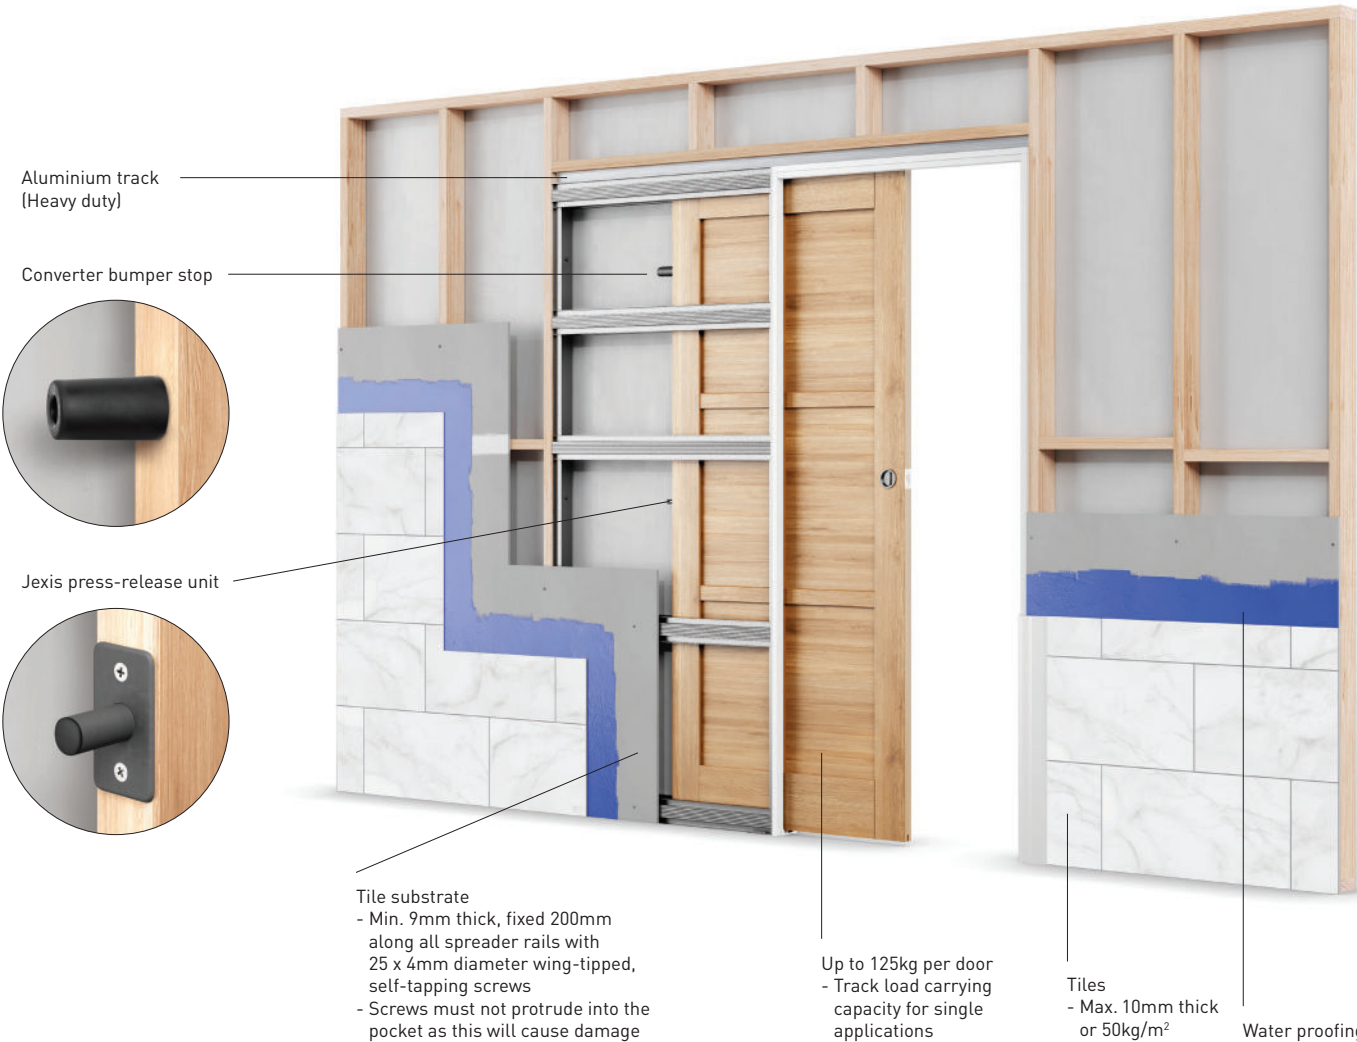 Aluminium track
(Heavy duty)
Converter bumper stop
Jexis press-release unit
Tile substrate
- Min. 9mm thick, fixed 200mm
along all spreader rails with
25 x 4mm diameter wing-tipped,
self-tapping screws
- Screws must not protrude into the
pocket as this will cause damage
Up to 125kg per door
- Track load carrying
capacity for single
applications
Tiles
- Max. 10mm thick
or 50kg/m²
Water proofing